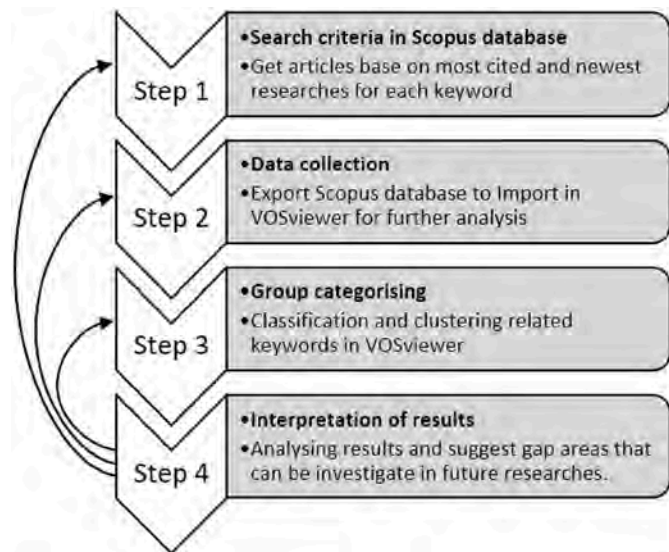 Step 1
•Search criteria in Scopus database
•Get articles base on most cited and newest
researches for each keyword
Step 2
•Data collection
•Export Scopus database to Import in
VOSviewer for further analysis
Step 3
•Group categorising
•Classification and clustering related
keywords in VOSviewer
Step 4
•Interpretation of results
•Analysing results and suggest gap areas that
can be investigate in future researches.